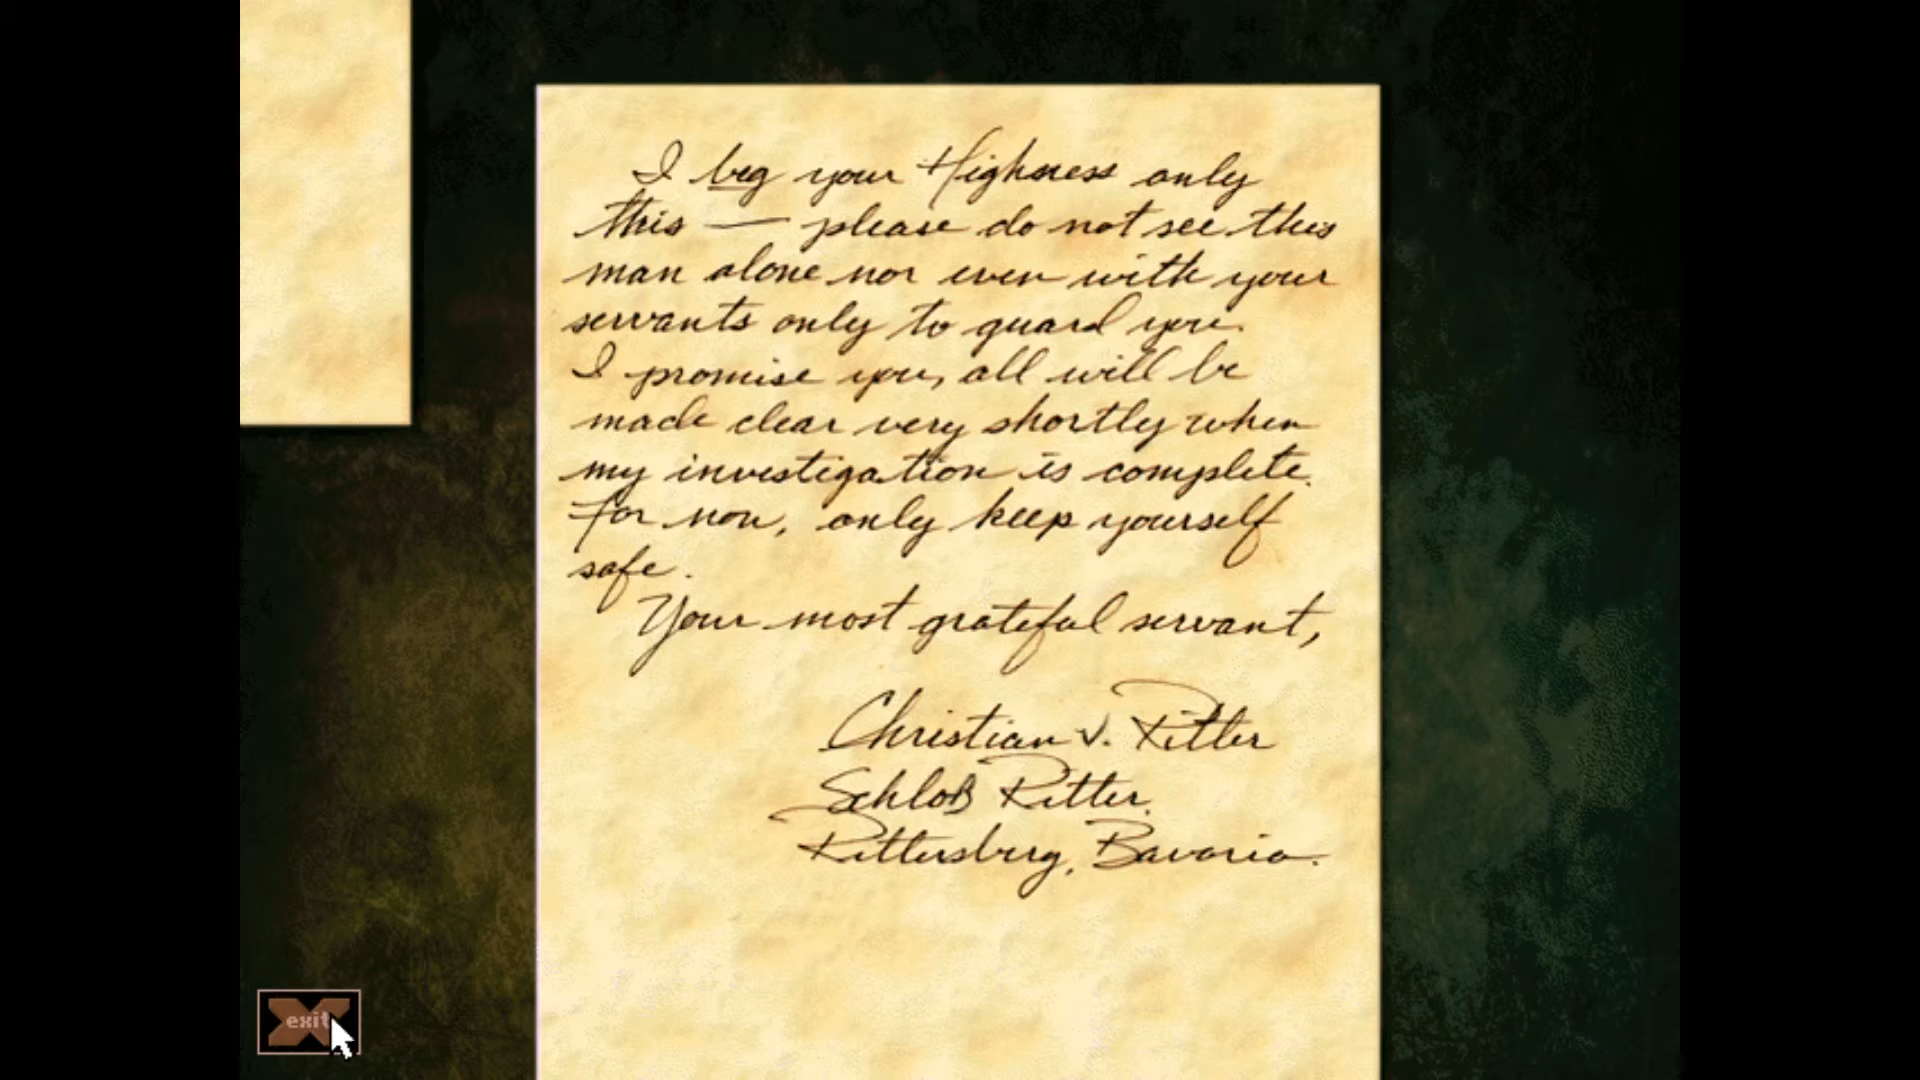 I beg your Highness only
this — please do not see this
man alone nor even with your
servants only to guard you.
I promise you, all will be
made clear very shortly when
my investigation is complete.
For now, only keep yourself
safe.
Your most grateful servant,
Christian v. Ritter
Schloß Ritter.
Rittersberg, Bavaria.
exit